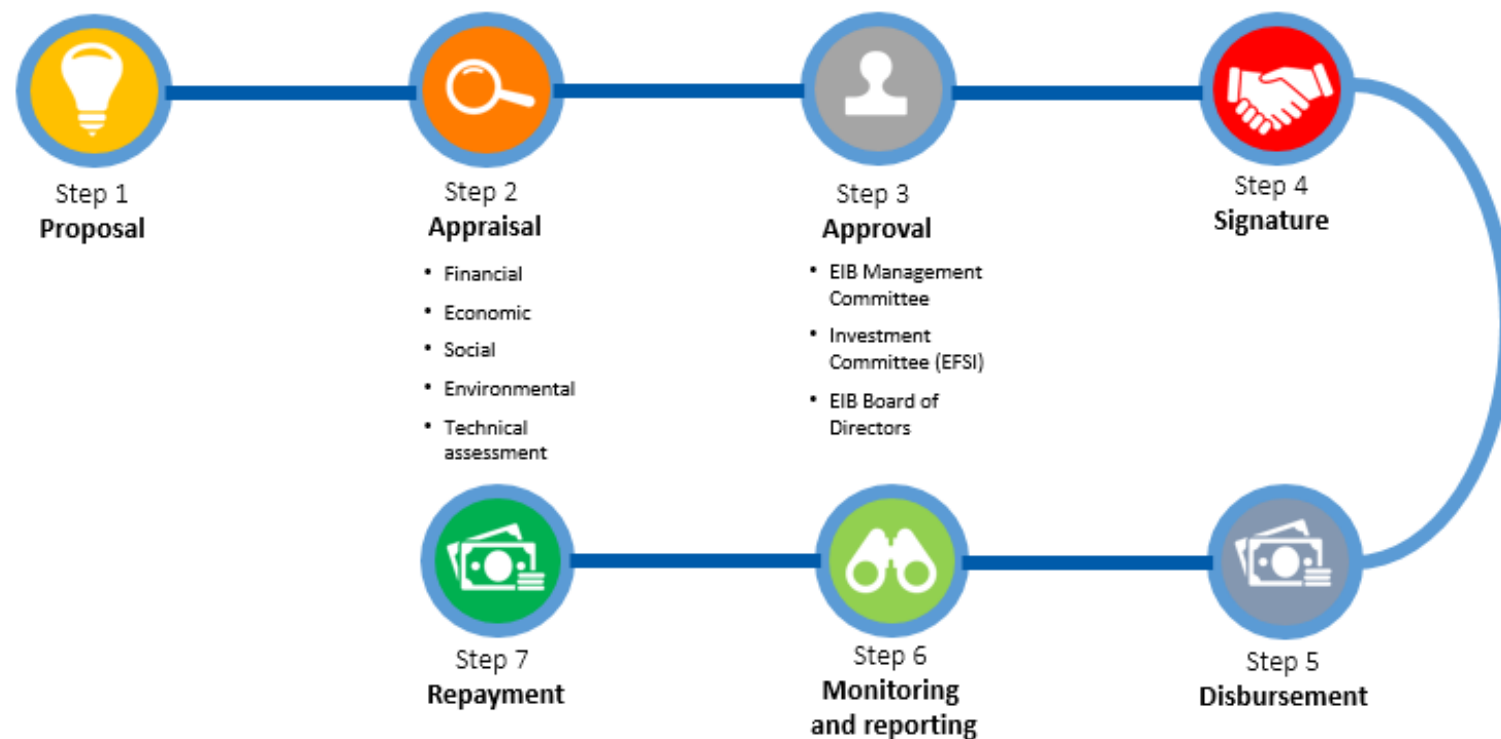 Step 1
Proposal
Step 2
Appraisal
• Financial
• Economic
• Social
• Environmental
• Technical
assessment
Step 3
Approval
• EIB Management
Committee
• Investment
Committee (EFSI)
• EIB Board of
Directors
Step 4
Signature
Step 5
Disbursement
Step 6
Monitoring
and reporting
Step 7
Repayment